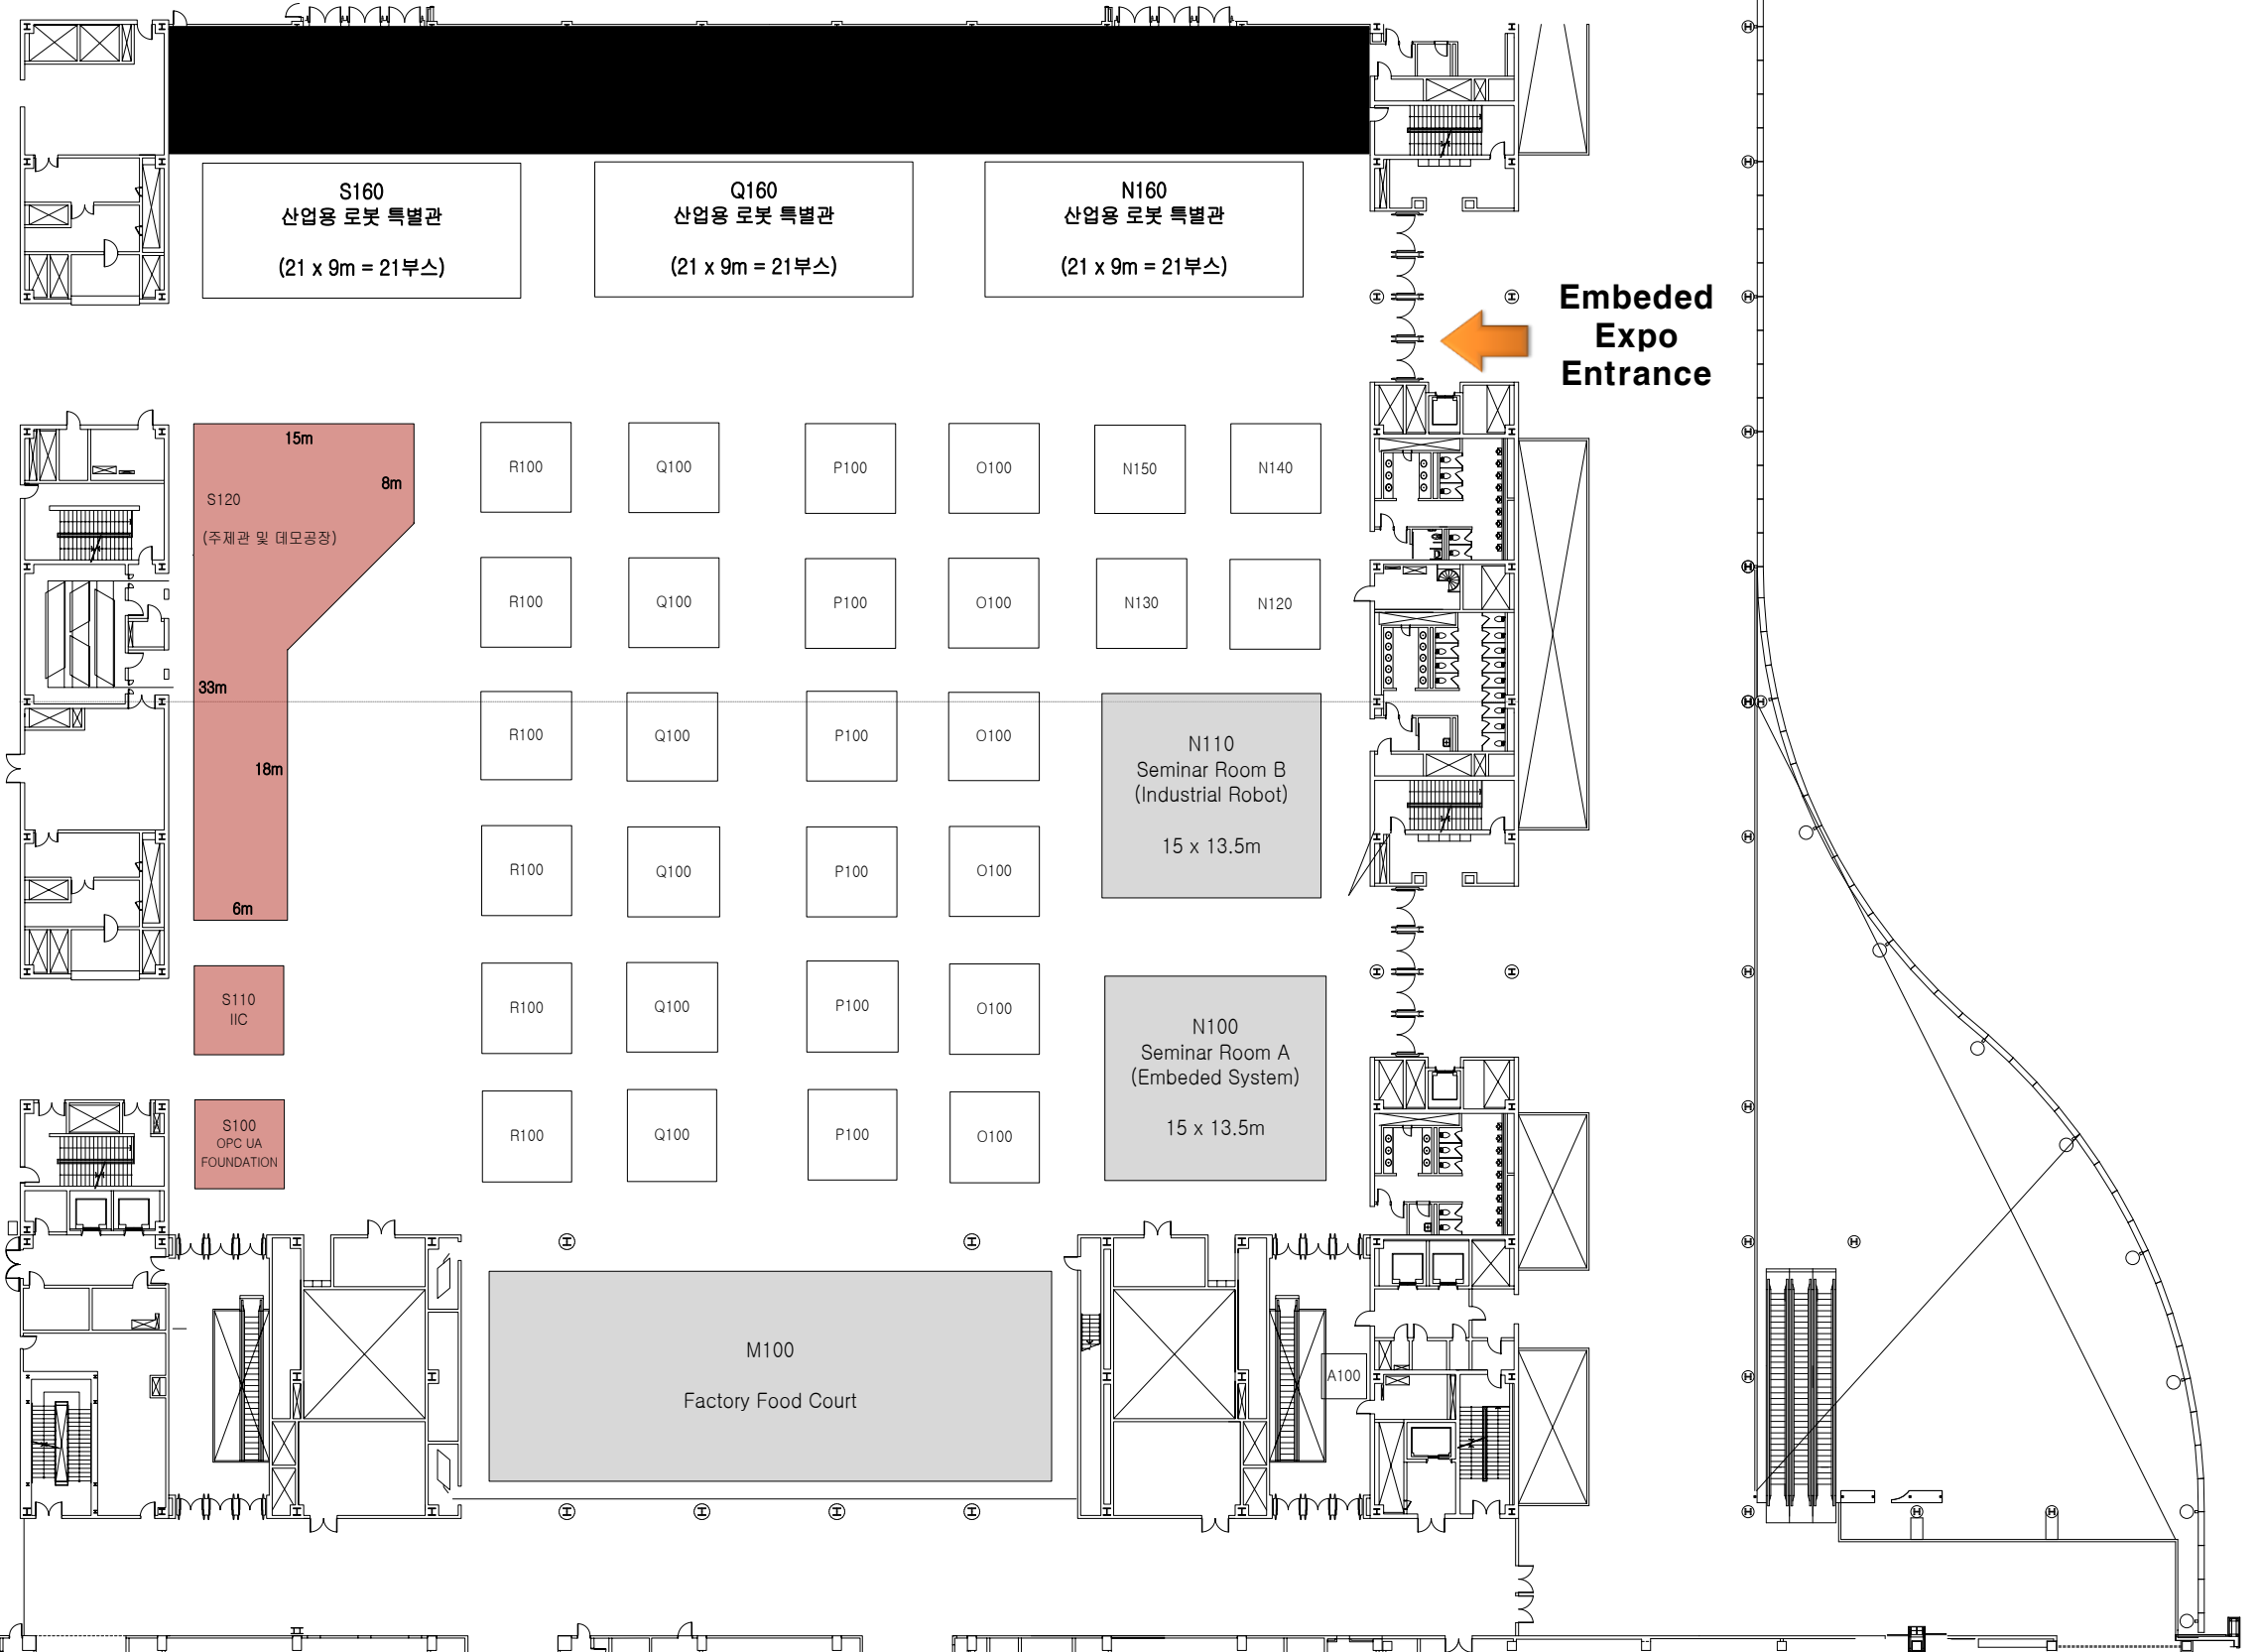 S160
산업용 로봇 특별관
(21 x 9m = 21부스)
Q160
산업용 로봇 특별관
(21 x 9m = 21부스)
N160
산업용 로봇 특별관
(21 x 9m = 21부스)
Embeded
Expo
Entrance
15m
8m
S120
(주제관 및 데모공장)
33m
18m
6m
R100
Q100
P100
O100
N150
N140
R100
Q100
P100
O100
N130
N120
R100
Q100
P100
O100
N110
Seminar Room B
(Industrial Robot)
15 x 13.5m
R100
Q100
P100
O100
S110
IIC
R100
Q100
P100
O100
N100
Seminar Room A
(Embeded System)
15 x 13.5m
S100
OPC UA
FOUNDATION
R100
Q100
P100
O100
M100
Factory Food Court
A100